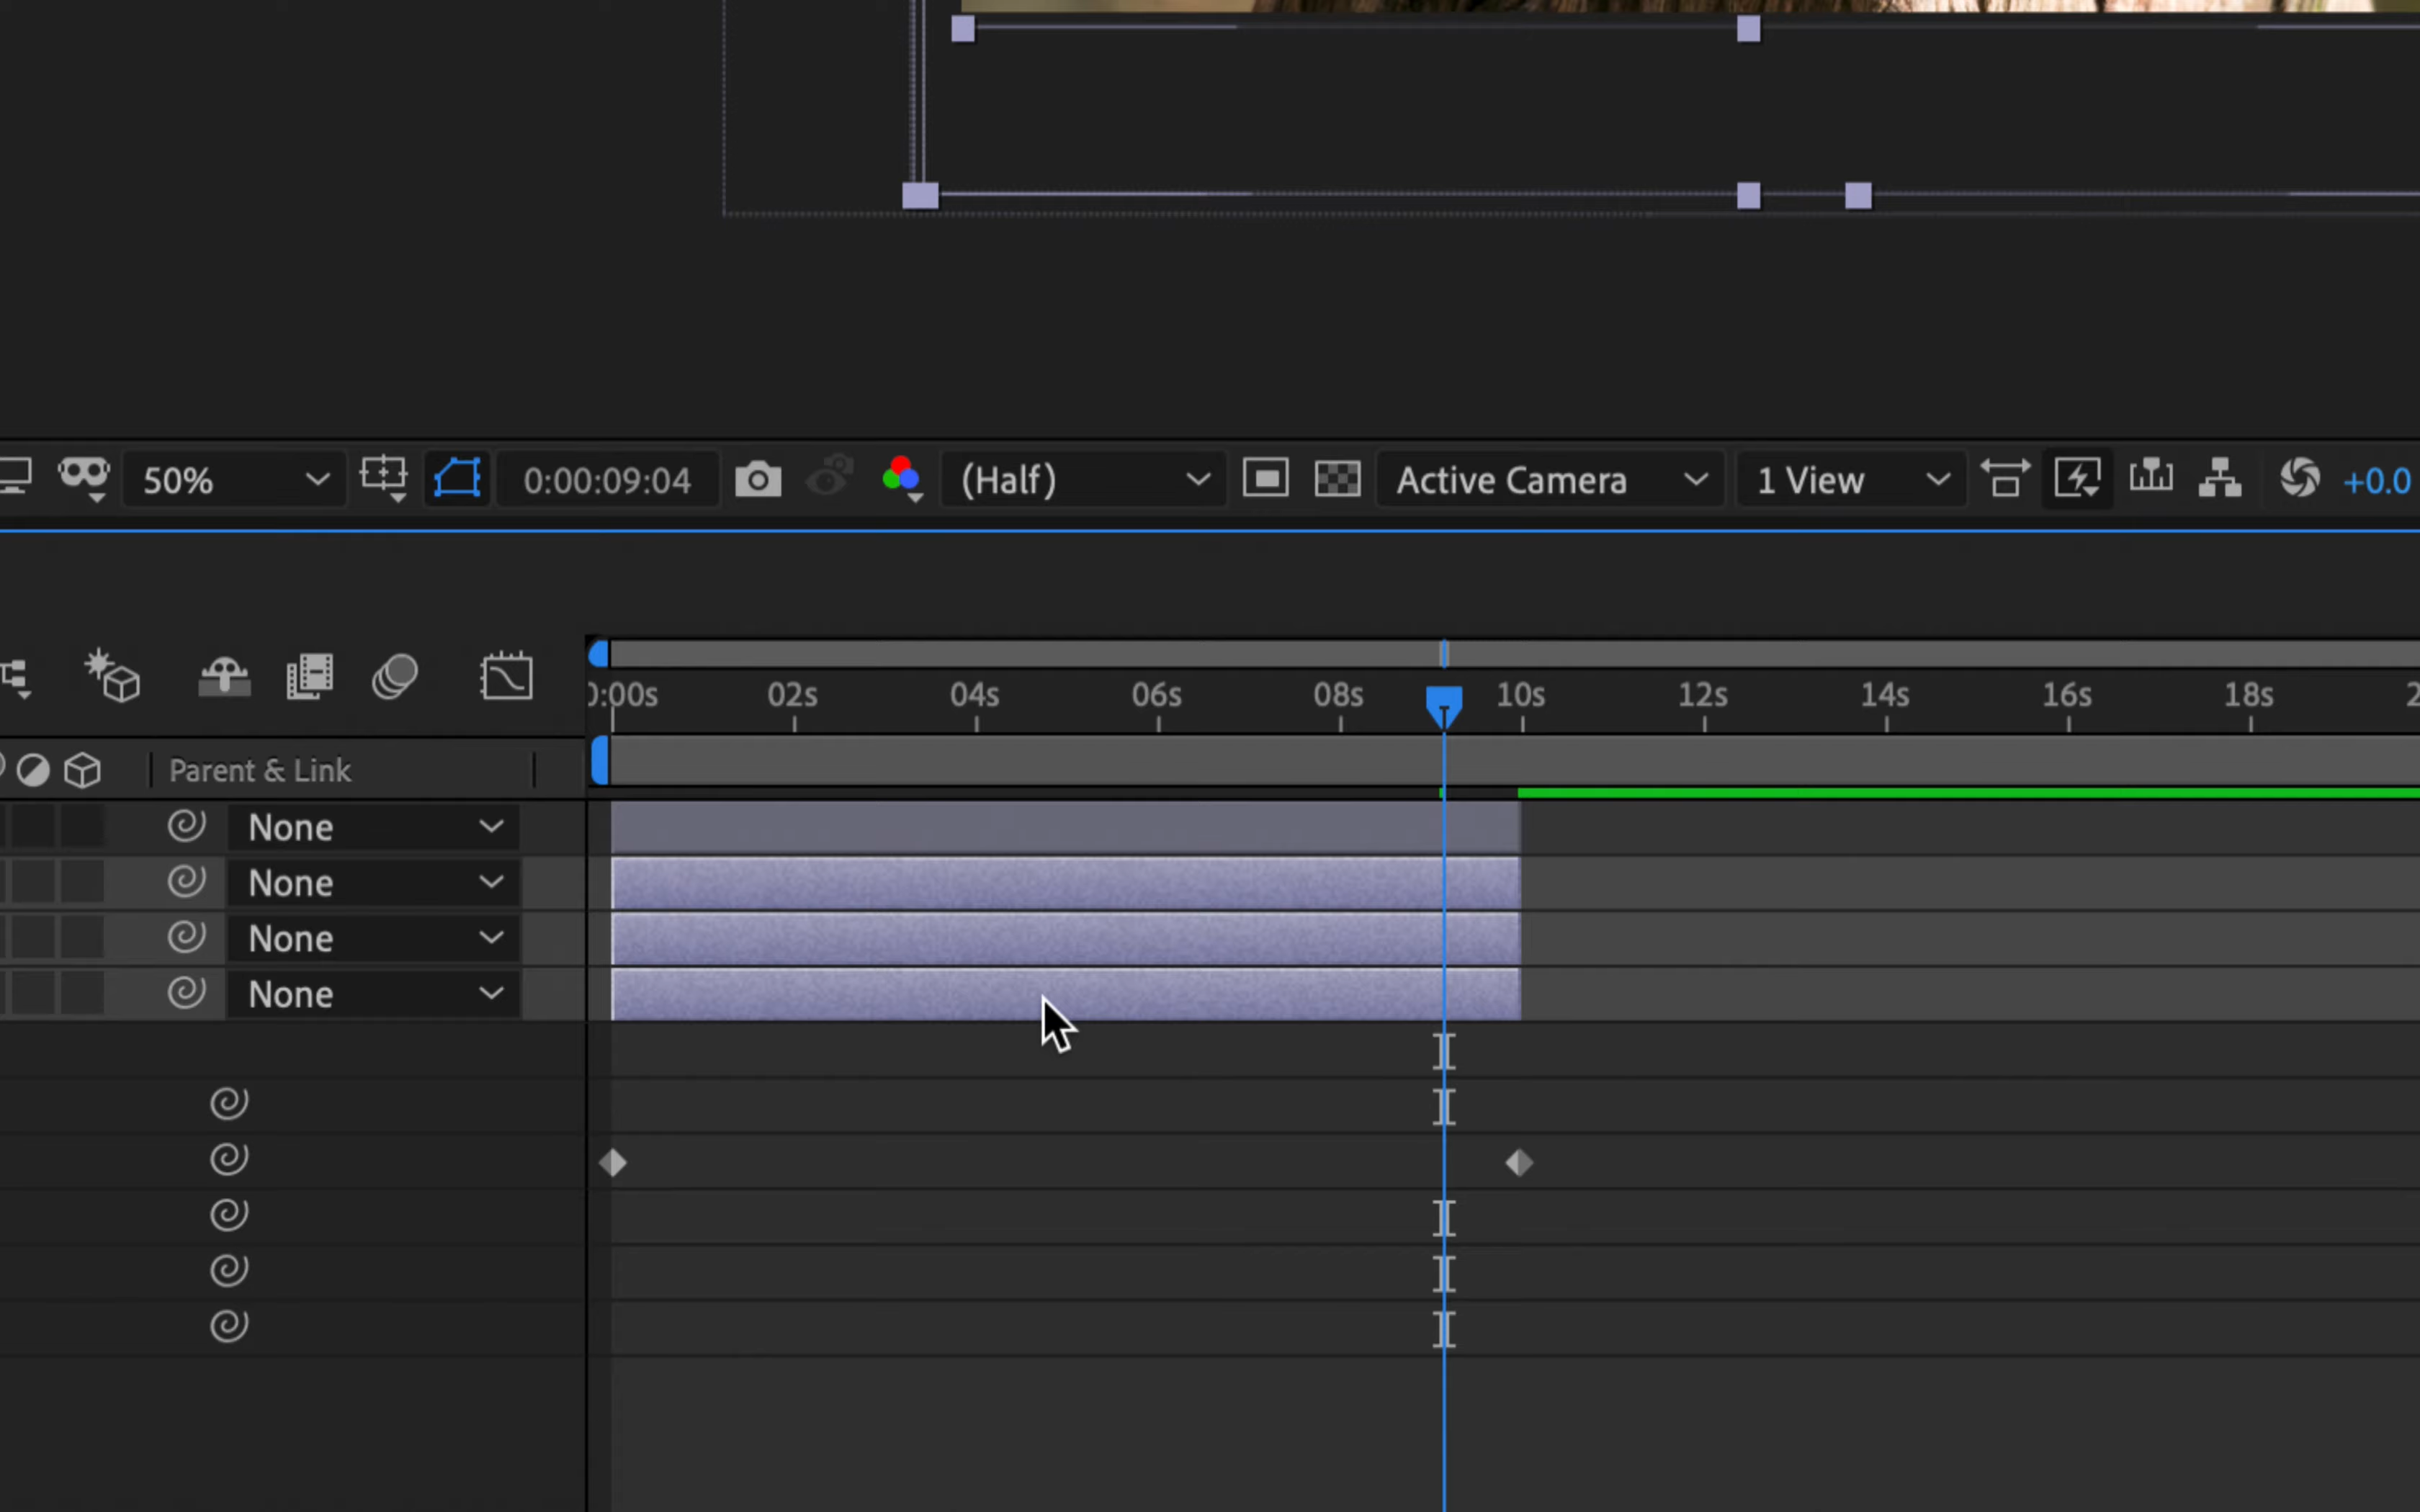 50%
0:00:09:04
(Half)
Active Camera
1 View
+0.0
0:00s
02s
04s
06s
08s
10s
12s
14s
16s
18s
Parent & Link
None
None
None
None